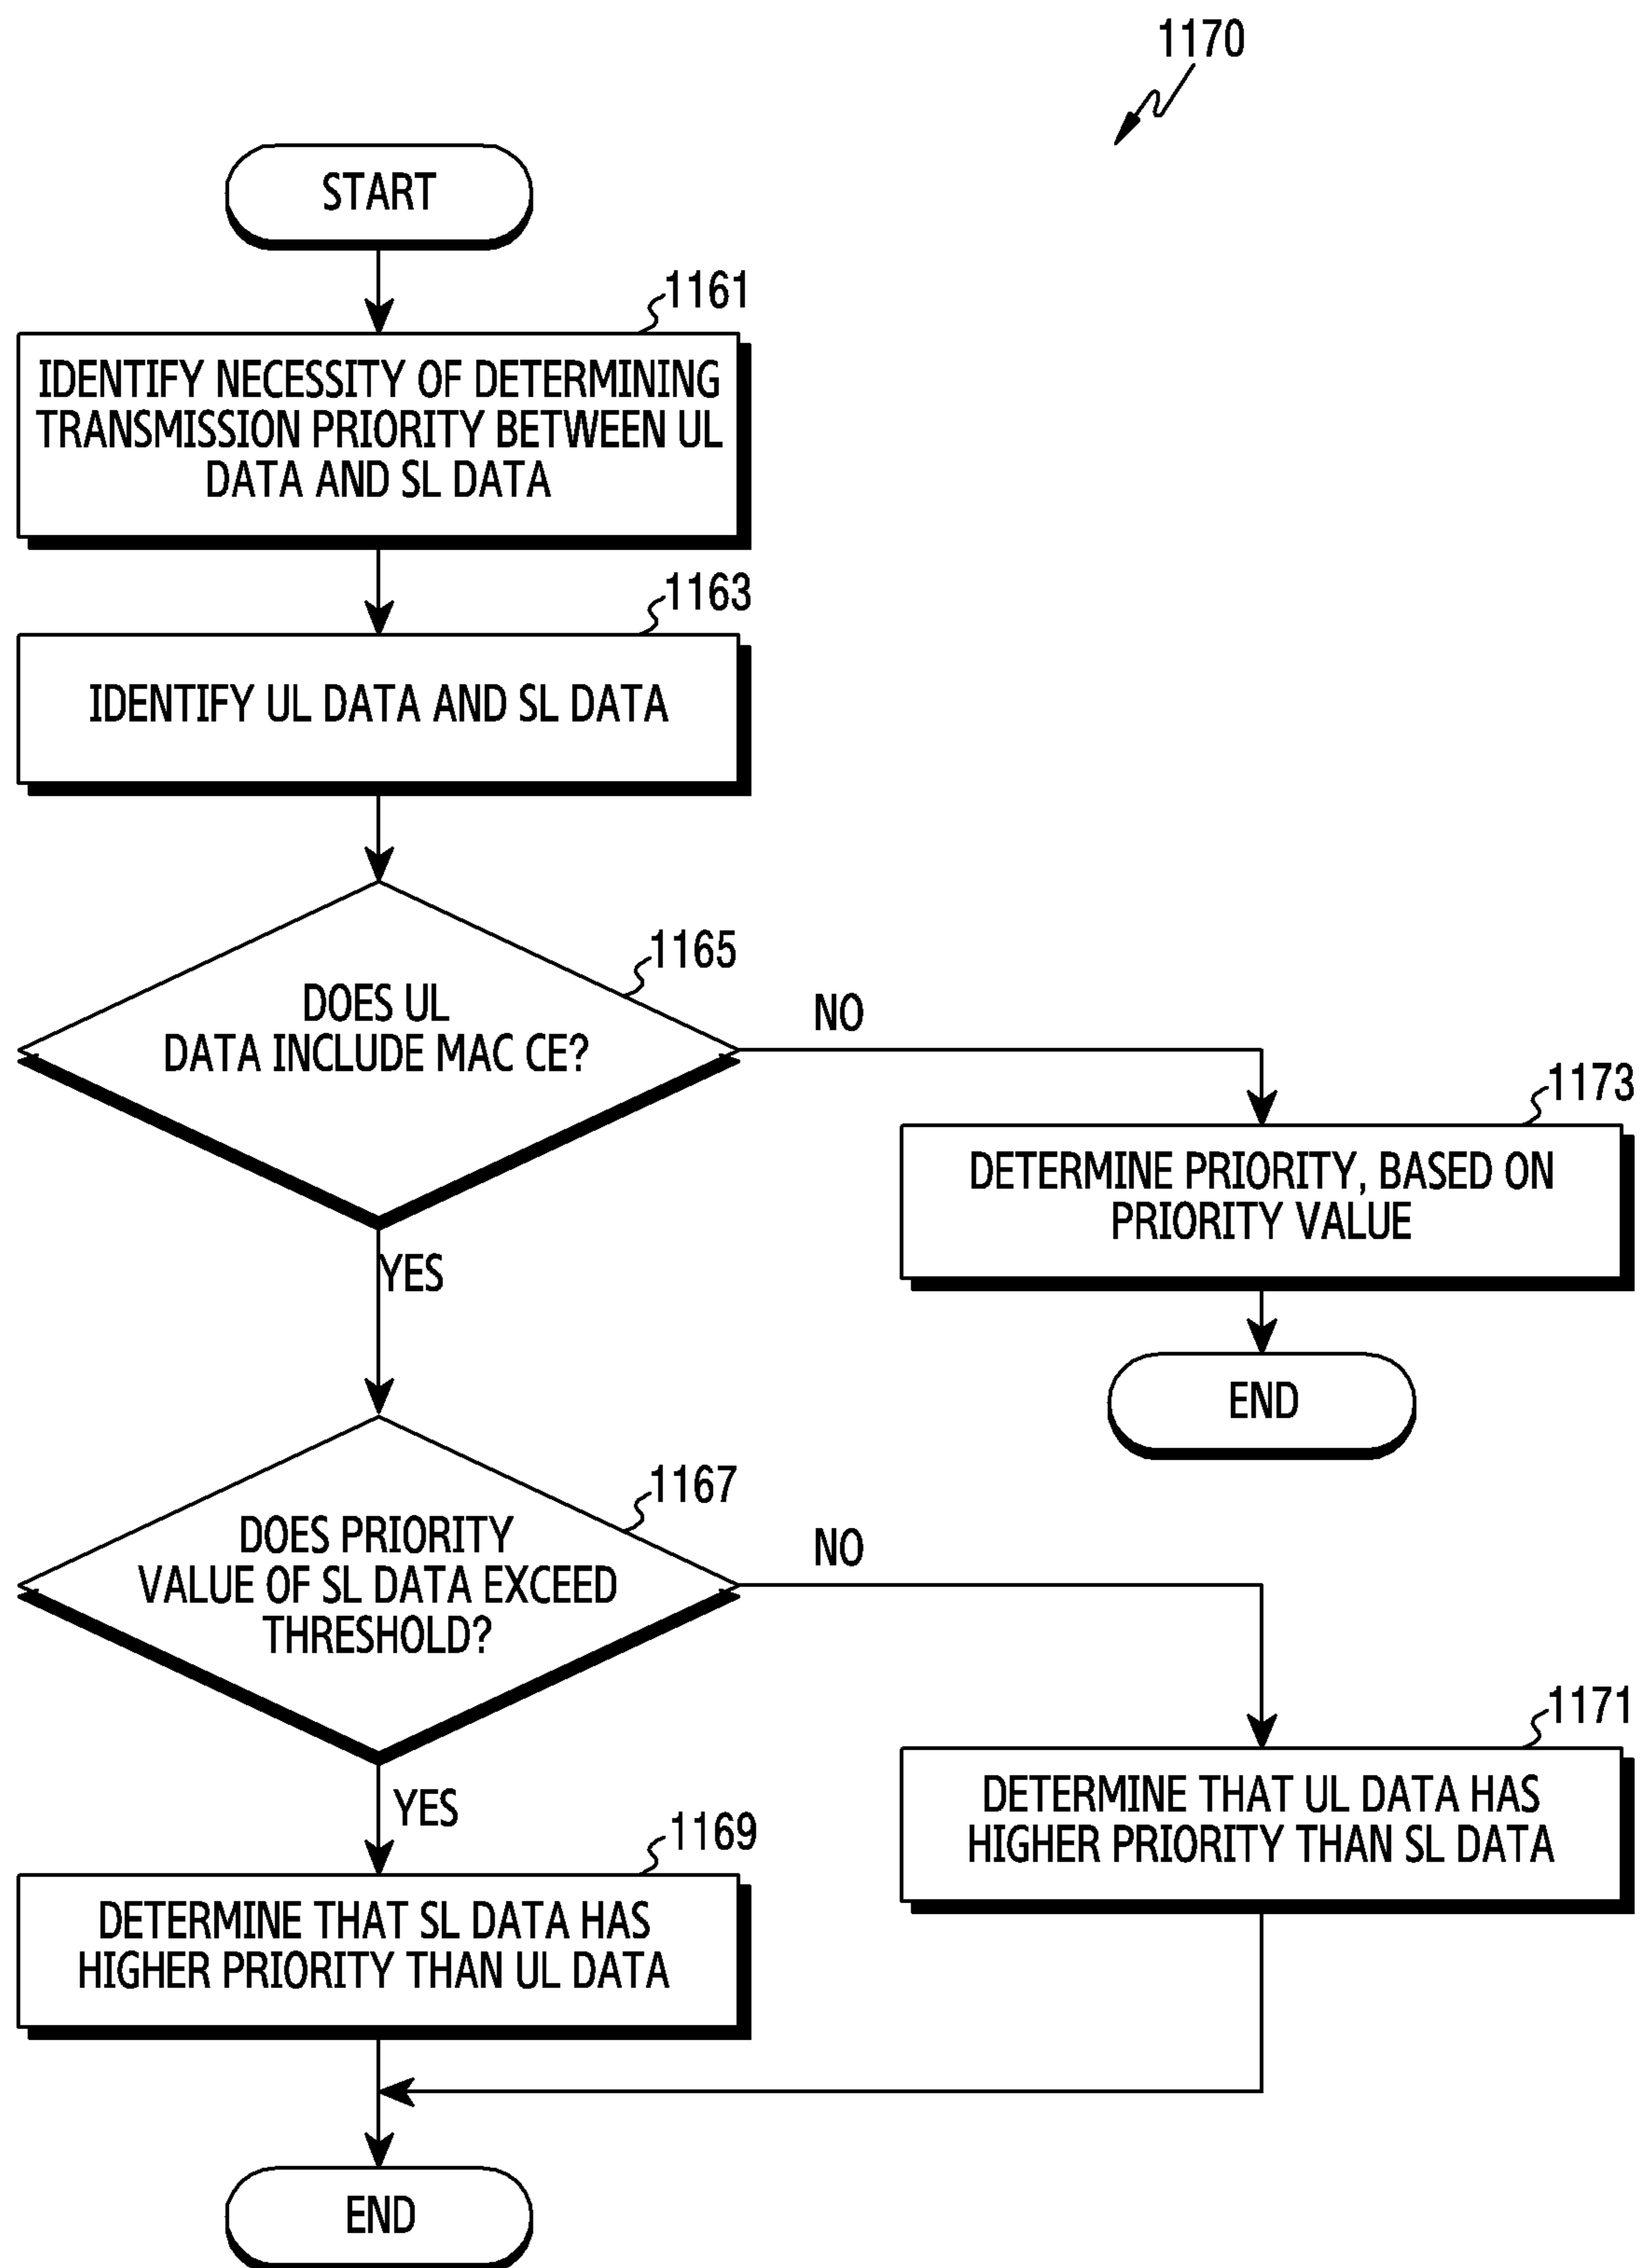 1170
START
1161
IDENTIFY NECESSITY OF DETERMINING
TRANSMISSION PRIORITY BETWEEN UL
DATA AND SL DATA
1163
IDENTIFY UL DATA AND SL DATA
1165
DOES UL
DATA INCLUDE MAC CE?
NO
YES
1173
DETERMINE PRIORITY, BASED ON
PRIORITY VALUE
END
1167
DOES PRIORITY
VALUE OF SL DATA EXCEED
THRESHOLD?
NO
YES
1171
DETERMINE THAT UL DATA HAS
HIGHER PRIORITY THAN SL DATA
1169
DETERMINE THAT SL DATA HAS
HIGHER PRIORITY THAN UL DATA
END